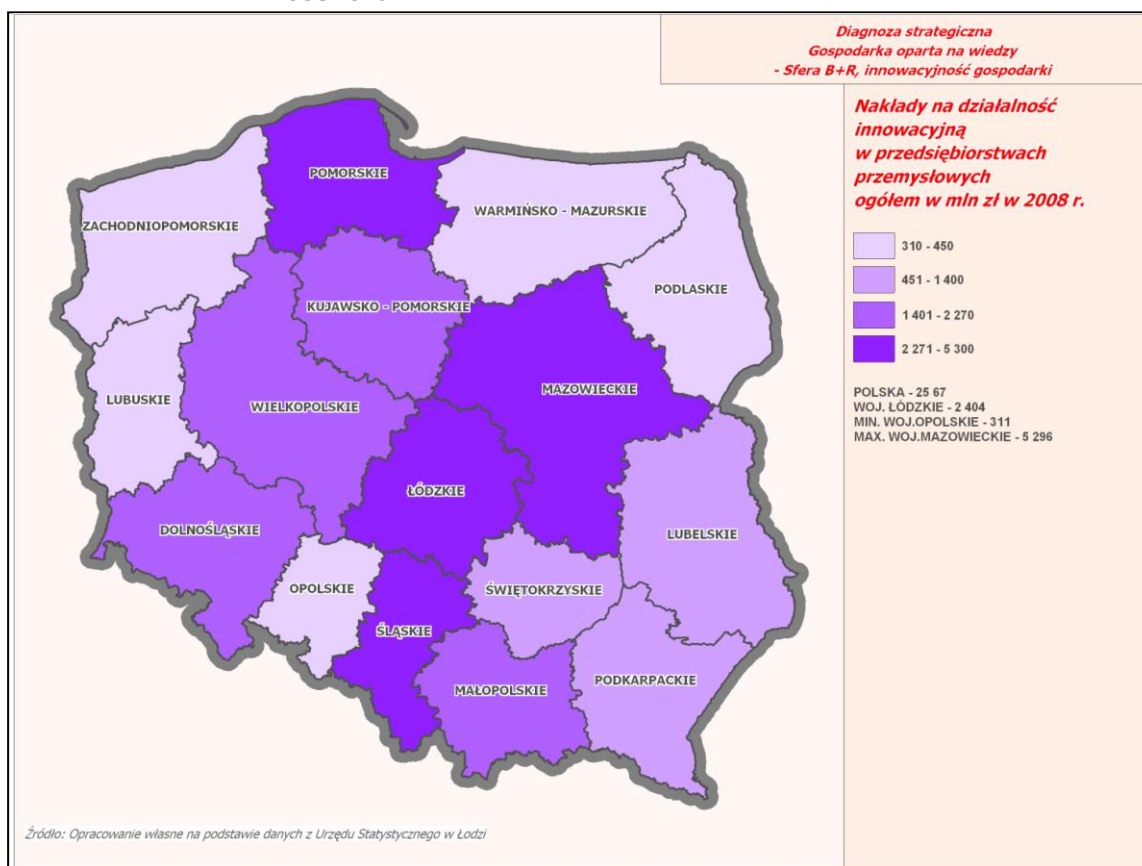 Diagnoza strategiczna
Gospodarka oparta na wiedzy
- Sfera B+R, innowacyjność gospodarki
Nakłady na działalność
innowacyjną
w przedsiębiorstwach
przemysłowych
ogółem w mln zł w 2008 r.
310 - 450
451 - 1 400
1 401 - 2 270
2 271 - 5 300
POLSKA - 25 67
WOJ. ŁÓDZKIE - 2 404
MIN. WOJ.OPOLSKIE - 311
MAX. WOJ.MAZOWIECKIE - 5 296
POMORSKIE
ZACHODNIOPOMORSKIE
WARMIŃSKO - MAZURSKIE
PODLASKIE
KUJAWSKO - POMORSKIE
MAZOWIECKIE
LUBUSKIE
WIELKOPOLSKIE
ŁÓDZKIE
DOLNOŚLĄSKIE
LUBELSKIE
OPOLSKIE
ŚWIĘTOKRZYSKIE
ŚLĄSKIE
MAŁOPOLSKIE
PODKARPACKIE
Źródło: Opracowanie własne na podstawie danych z Urzędu Statystycznego w Łodzi